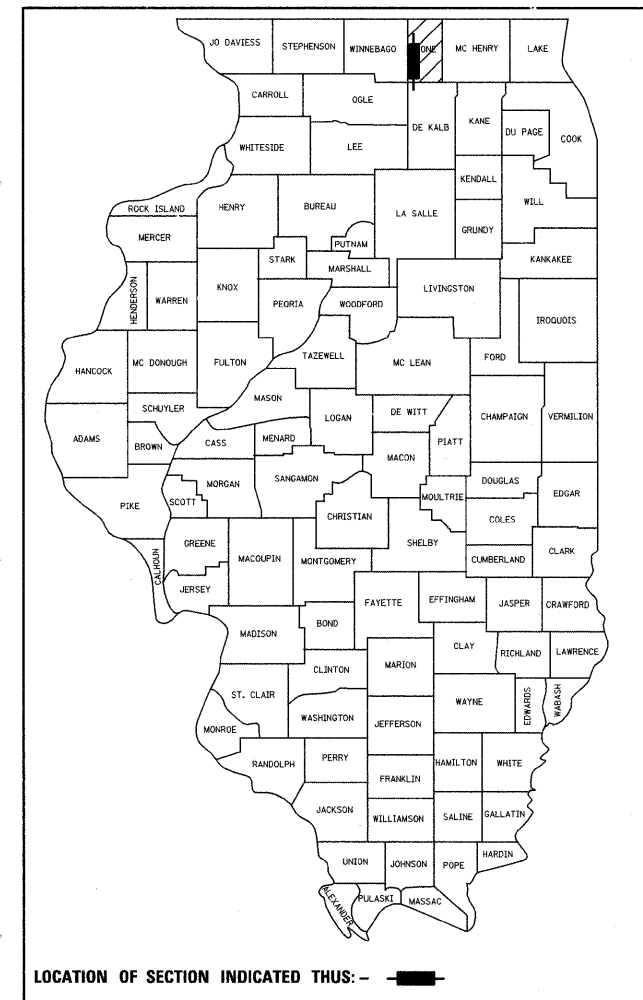 JO DAVIESS STEPHENSON WINNEBAGO ONE MC HENRY LAKE
CARROLL OGLE
DE KALB KANE DU PAGE COOK
WHITESIDE LEE
KENDALL
ROCK ISLAND HENRY BUREAU LA SALLE GRUNDY WILL
MERCER PUTNAM
STARK MARSHALL KANKAKEE
HENDERSON WARREN KNOX PEORIA WOODFORD LIVINGSTON IROQUOIS
HANCOCK MC DONOUGH FULTON TAZEWELL MC LEAN FORD
MASON
SCHUYLER LOGAN DE WITT CHAMPAIGN VERMILION
ADAMS BROWN CASS MENARD MACON PIATT
MORGAN SANGAMON DOUGLAS EDGAR
PIKE SCOTT CHRISTIAN MOULTRIE COLES
GREENE MACOUPIN MONTGOMERY SHELBY CUMBERLAND CLARK
CALHOUN JERSEY FAYETTE EFFINGHAM JASPER CRAWFORD
MADISON BOND
CLAY RICHLAND LAWRENCE
CLINTON MARION
ST. CLAIR WAYNE EDWARDS WABASH
MONROE WASHINGTON JEFFERSON
RANDOLPH PERRY HAMILTON WHITE
FRANKLIN
JACKSON WILLIAMSON SALINE GALLATIN
UNION JOHNSON POPE HARDIN
ALEXANDER PULASKI MASSAC
LOCATION OF SECTION INDICATED THUS: -